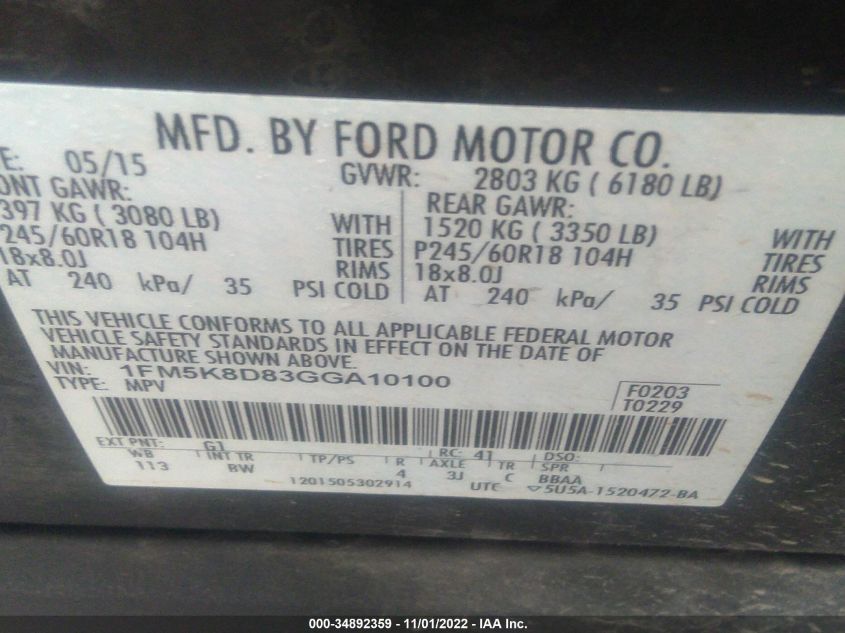 MFD. BY FORD MOTOR CO.
E: 05/15 GVWR: 2803 KG ( 6180 LB)
ONT GAWR: REAR GAWR:
397 KG ( 3080 LB) WITH 1520 KG ( 3350 LB) WITH
245/60R18 104H TIRES P245/60R18 104H TIRES
18x8.0J RIMS 18x8.0J RIMS
AT 240 kPa/ 35 PSI COLD AT 240 kPa/ 35 PSI COLD
THIS VEHICLE CONFORMS TO ALL APPLICABLE FEDERAL MOTOR
VEHICLE SAFETY STANDARDS IN EFFECT ON THE DATE OF
MANUFACTURE SHOWN ABOVE.
VIN: 1FM5K8D83GGA10100
TYPE: MPV
F0203
T0229
EXT PNT: G1 RC: 41 DSO:
WB INT TR TP/PS R AXLE TR SPR
113 BW 4 3J C BBAA
1201505302914 UTC ▽5U5A-1520472-BA
000-34892359 - 11/01/2022 - IAA Inc.